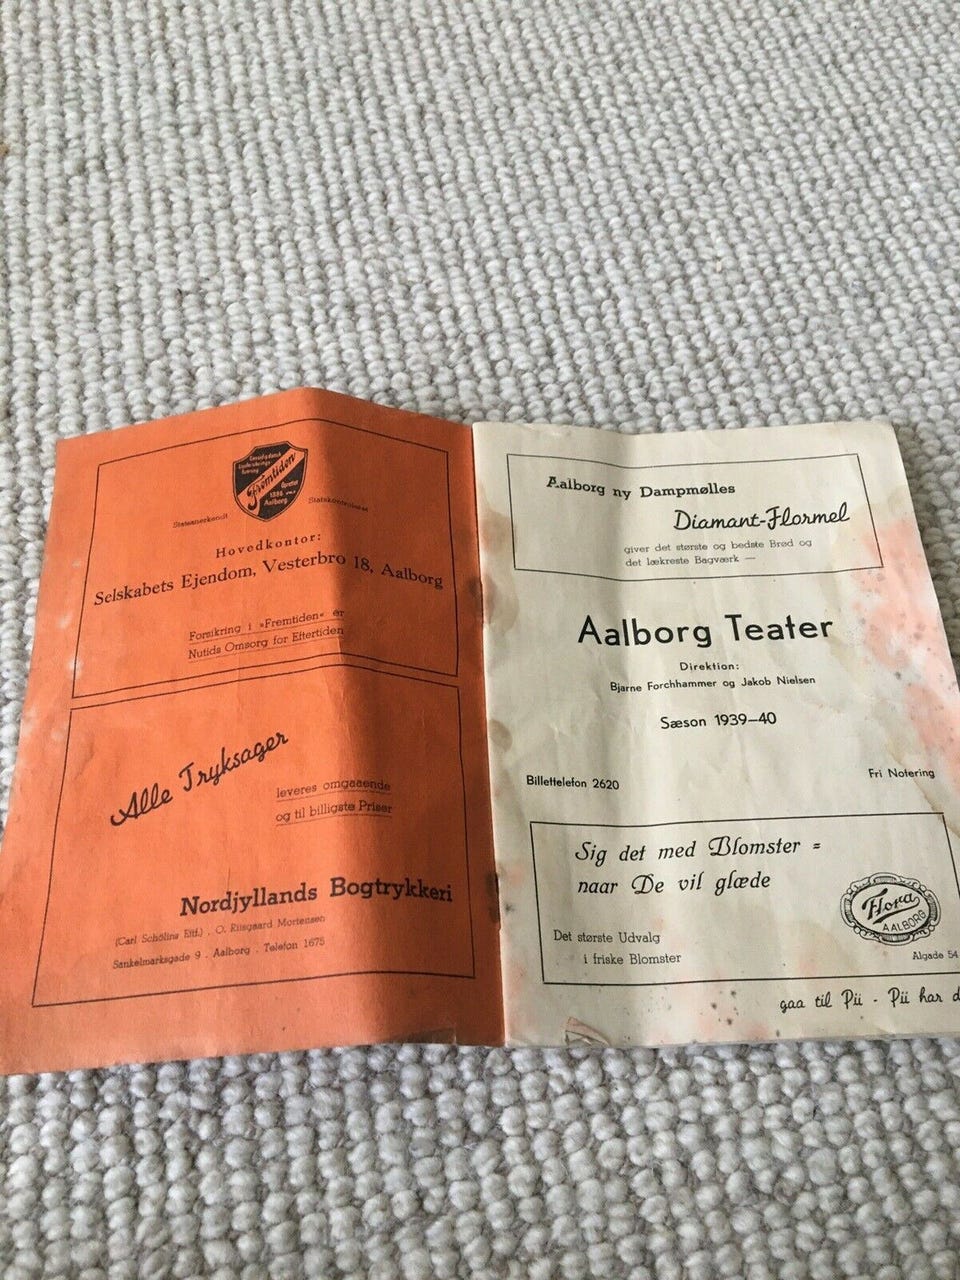 Fremtiden
Oprettet
1886
Aalborg
Statsanerkendt
Statskontrolleret
Hovedkontor:
Selskabets Ejendom, Vesterbro 18, Aalborg
Forsikring i »Fremtiden« er
Nutids Omsorg for Eftertiden
Alle Tryksager
leveres omgaaende
og til billigste Priser
Nordjyllands Bogtrykkeri
(Carl Schölins Eftf.) . O. Riisgaard Mortensen
Sankelmarksgade 9 . Aalborg . Telefon 1675
Aalborg ny Dampmølles
Diamant-Flormel
giver det største og bedste Brød og
det lækreste Bagværk —
Aalborg Teater
Direktion:
Bjarne Forchhammer og Jakob Nielsen
Sæson 1939—40
Billettelefon 2620
Fri Notering
Sig det med Blomster =
naar De vil glæde
Det største Udvalg
i friske Blomster
Flora
AALBORG
Algade 54
gaa til Pii - Pii har d